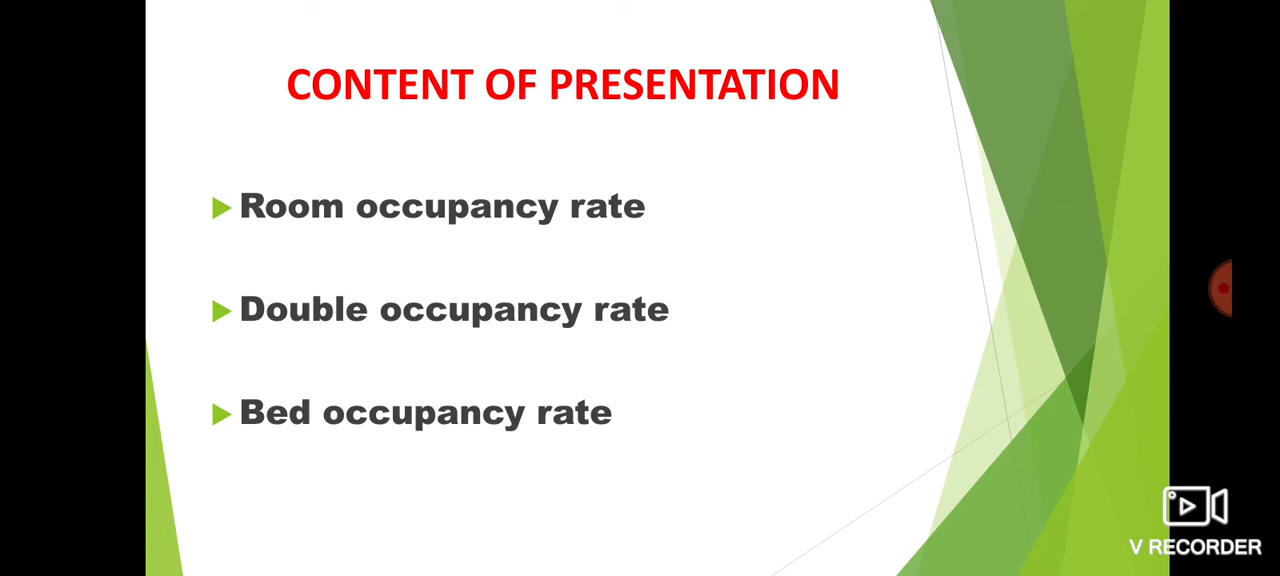 CONTENT OF PRESENTATION
Room occupancy rate
Double occupancy rate
Bed occupancy rate
V RECORDER